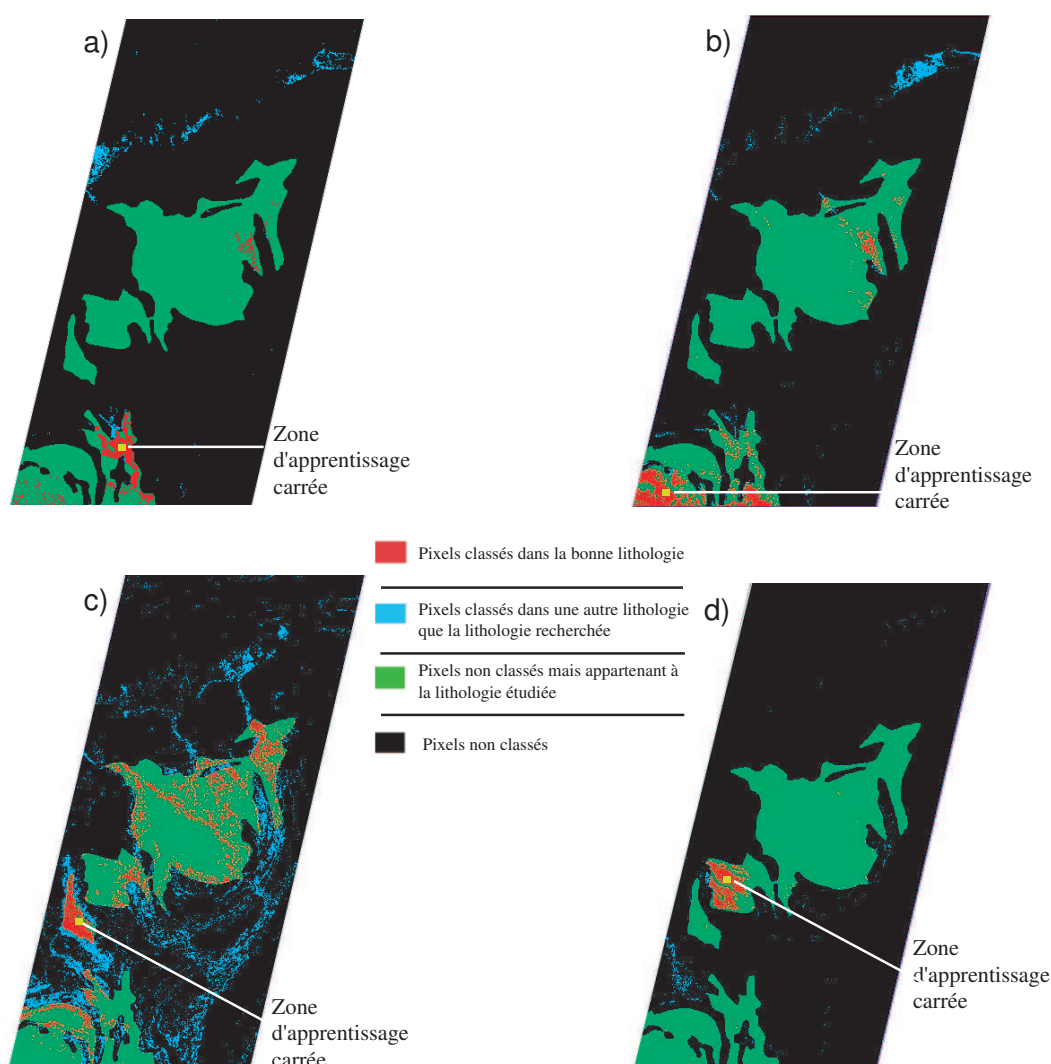 a)
b)
Zone
d'apprentissage
carrée
Zone
d'apprentissage
carrée
Pixels classés dans la bonne lithologie
Pixels classés dans une autre lithologie
que la lithologie recherchée
Pixels non classés mais appartenant à
la lithologie étudiée
Pixels non classés
c)
d)
Zone
d'apprentissage
carrée
Zone
d'apprentissage
carrée